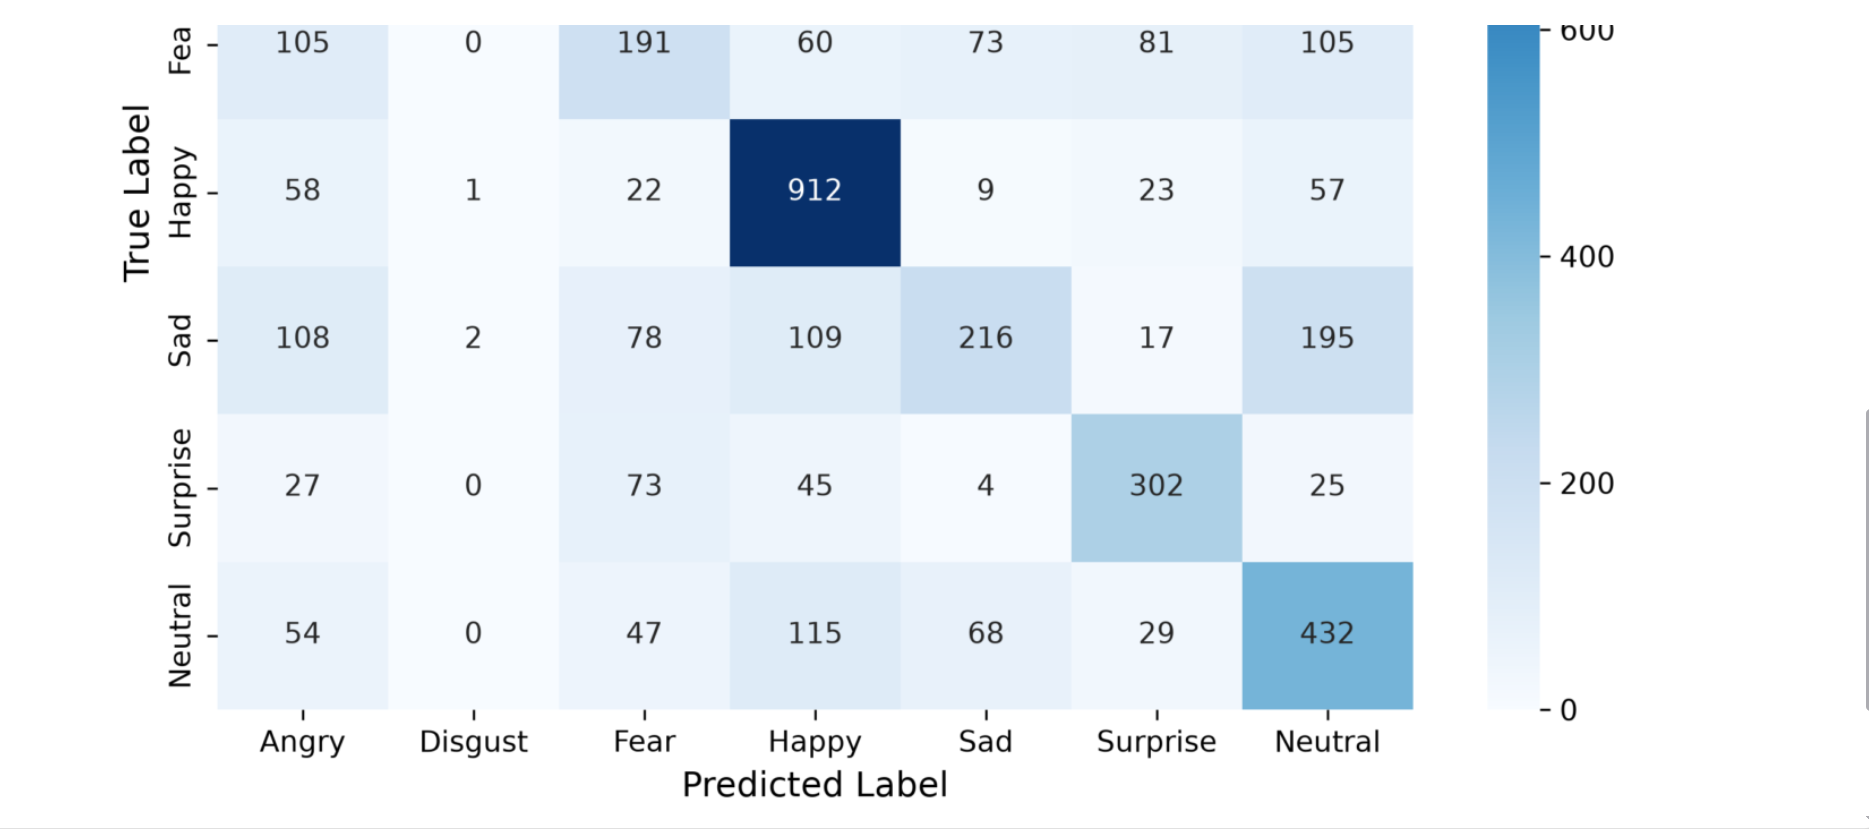 Fea 105 0 191 60 73 81 105
600
True Label
Happy 58 1 22 912 9 23 57
400
Sad 108 2 78 109 216 17 195
Surprise 27 0 73 45 4 302 25
200
Neutral 54 0 47 115 68 29 432
0
Angry Disgust Fear Happy Sad Surprise Neutral
Predicted Label